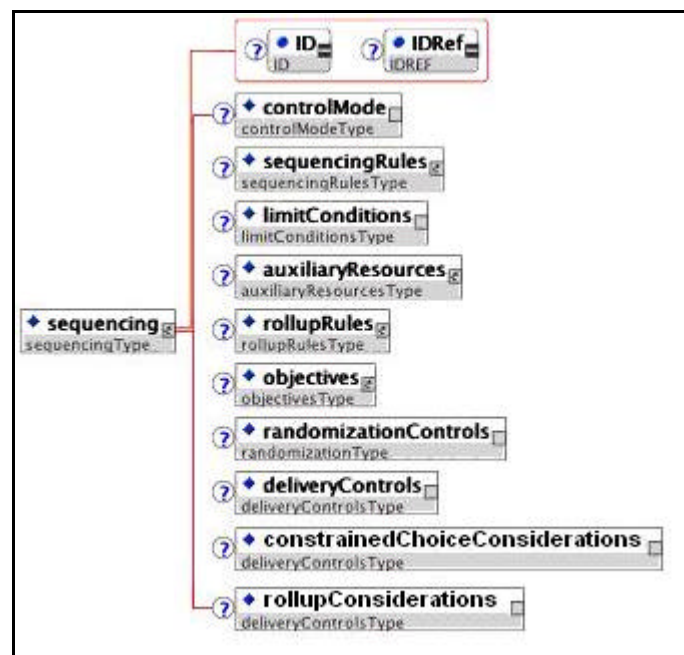 ? ID ? IDRef
ID IDREF
? controlMode
controlModeType
? sequencingRules
sequencingRulesType
? limitConditions
limitConditionsType
? auxiliaryResources
auxiliaryResourcesType
sequencing
sequencingType
? rollupRules
rollupRulesType
? objectives
objectivesType
? randomizationControls
randomizationType
? deliveryControls
deliveryControlsType
? constrainedChoiceConsiderations
deliveryControlsType
? rollupConsiderations
deliveryControlsType